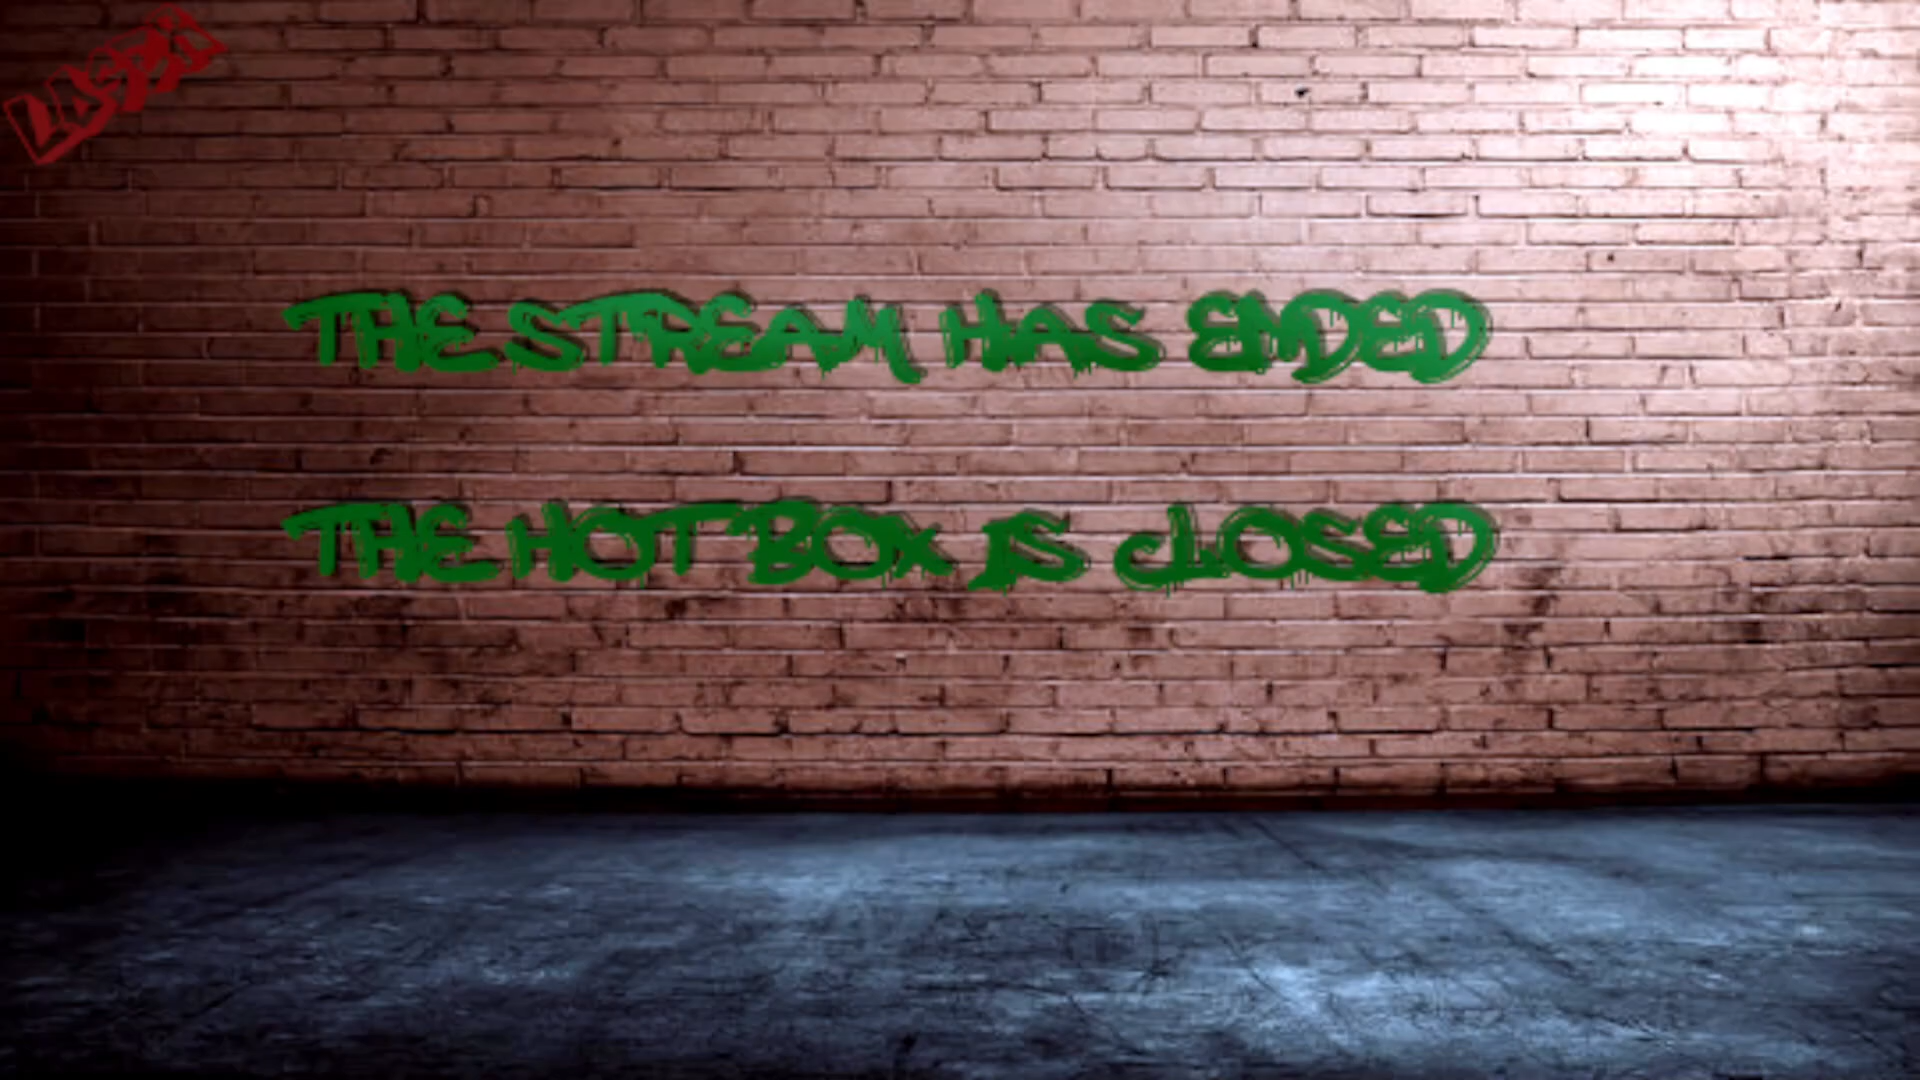 THE STREAM HAS ENDED
THE HOT BOX IS CLOSED